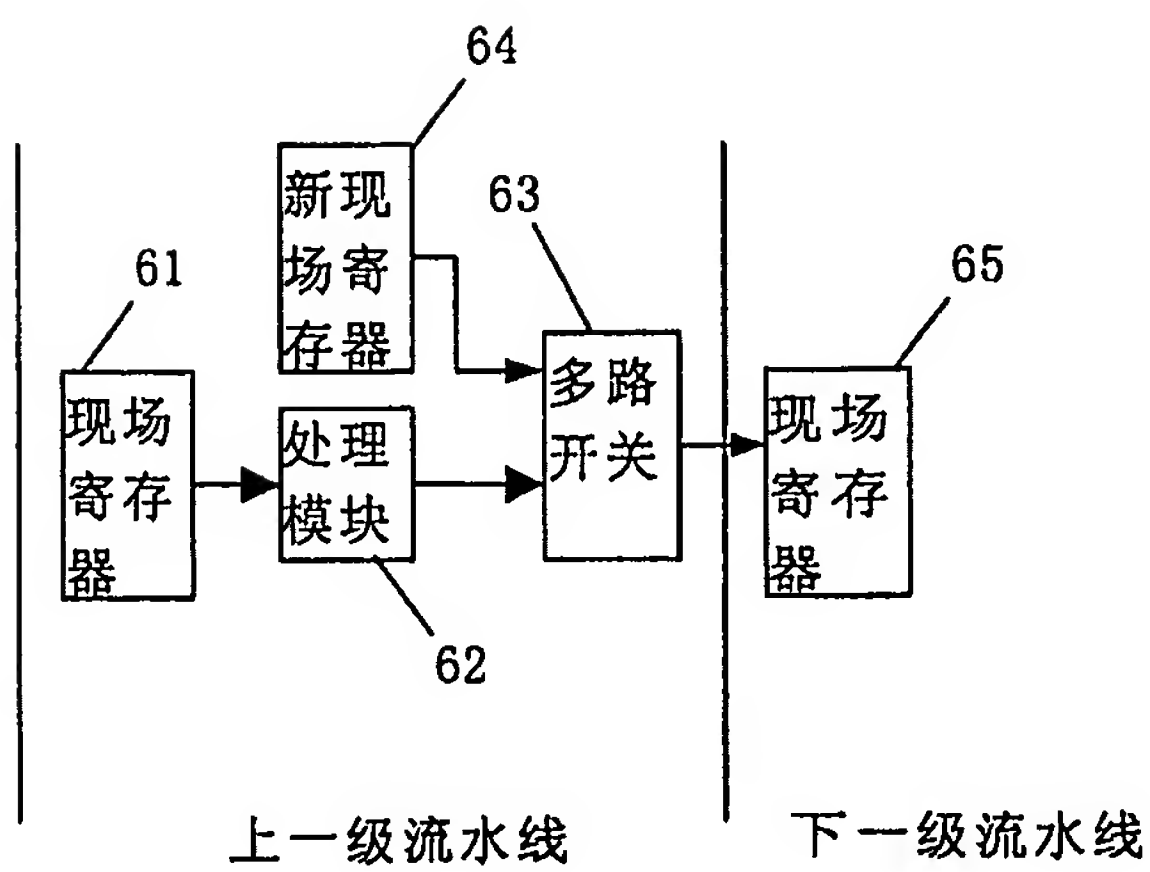 64
新现
场寄
存器
63
61
65
现场
寄存
器
处理
模块
多路
开关
现场
寄存
器
62
上一级流水线
下一级流水线